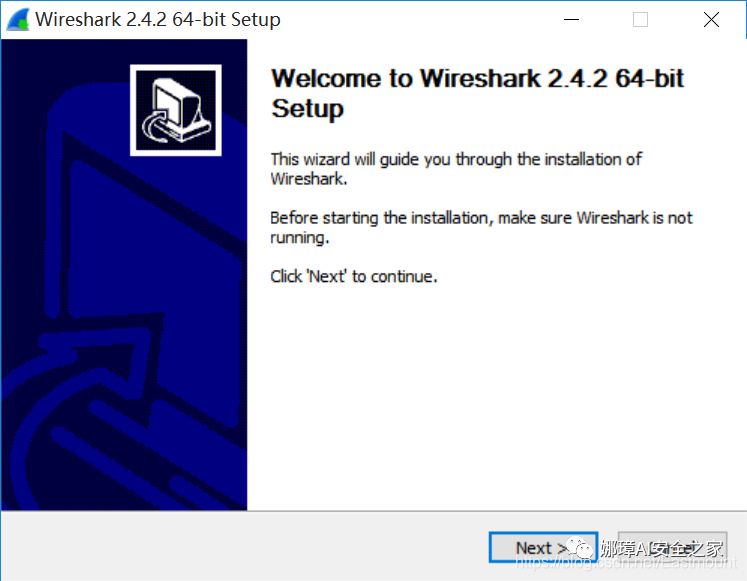 Wireshark 2.4.2 64-bit Setup
Welcome to Wireshark 2.4.2 64-bit
Setup
This wizard will guide you through the installation of
Wireshark.
Before starting the installation, make sure Wireshark is not
running.
Click 'Next' to continue.
Next >
Cancel
娜璋AI安全之家
https://blog.csdn.net/Eastmount